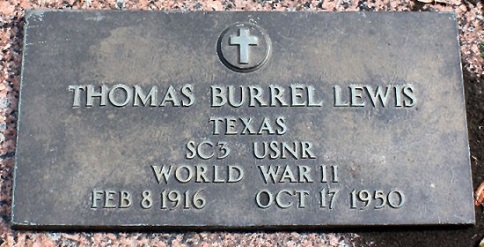 THOMAS BURREL LEWIS
TEXAS
SC3 USNR
WORLD WAR II
FEB 8 1916 OCT 17 1950